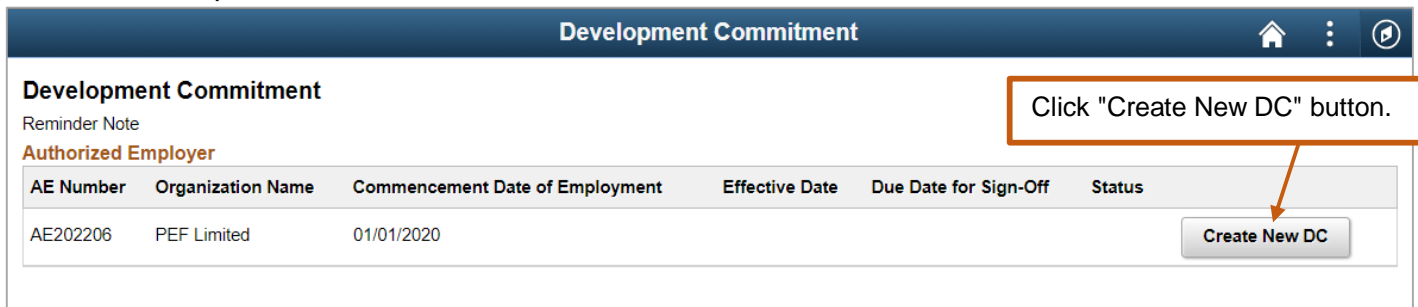 Development Commitment
Development Commitment
Click "Create New DC" button.
Reminder Note
Authorized Employer
AE Number Organization Name Commencement Date of Employment Effective Date Due Date for Sign-Off Status
AE202206 PEF Limited 01/01/2020 Create New DC